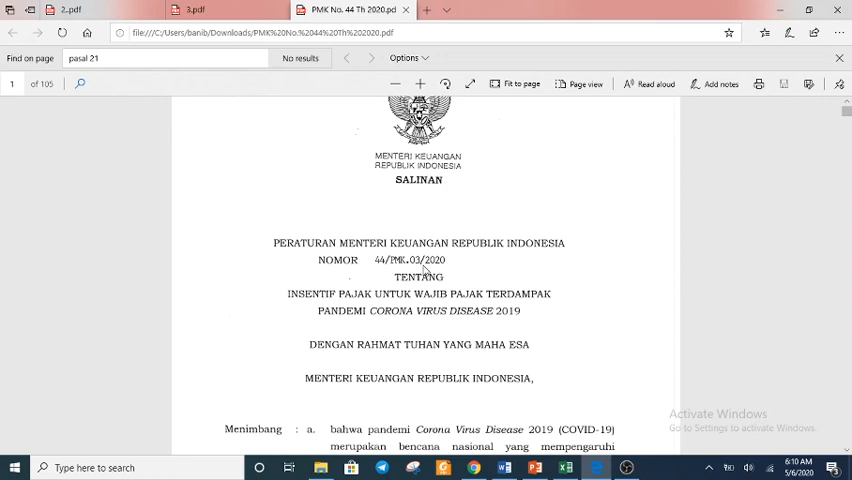 2..pdf
3.pdf
PMK No. 44 Th 2020.pd
file:///C:/Users/banib/Downloads/PMK%20No.%2044%20Th%202020.pdf
Find on page
pasal 21
No results
Options
1 of 105
Fit to page
Page view
Read aloud
Add notes
MENTERI KEUANGAN
REPUBLIK INDONESIA
SALINAN
PERATURAN MENTERI KEUANGAN REPUBLIK INDONESIA
NOMOR 44/PMK.03/2020
TENTANG
INSENTIF PAJAK UNTUK WAJIB PAJAK TERDAMPAK
PANDEMI CORONA VIRUS DISEASE 2019
DENGAN RAHMAT TUHAN YANG MAHA ESA
MENTERI KEUANGAN REPUBLIK INDONESIA,
Menimbang : a. bahwa pandemi Corona Virus Disease 2019 (COVID-19)
merupakan bencana nasional yang mempengaruhi
Activate Windows
Go to Settings to activate Windows.
Type here to search
6:10 AM
5/6/2020
3